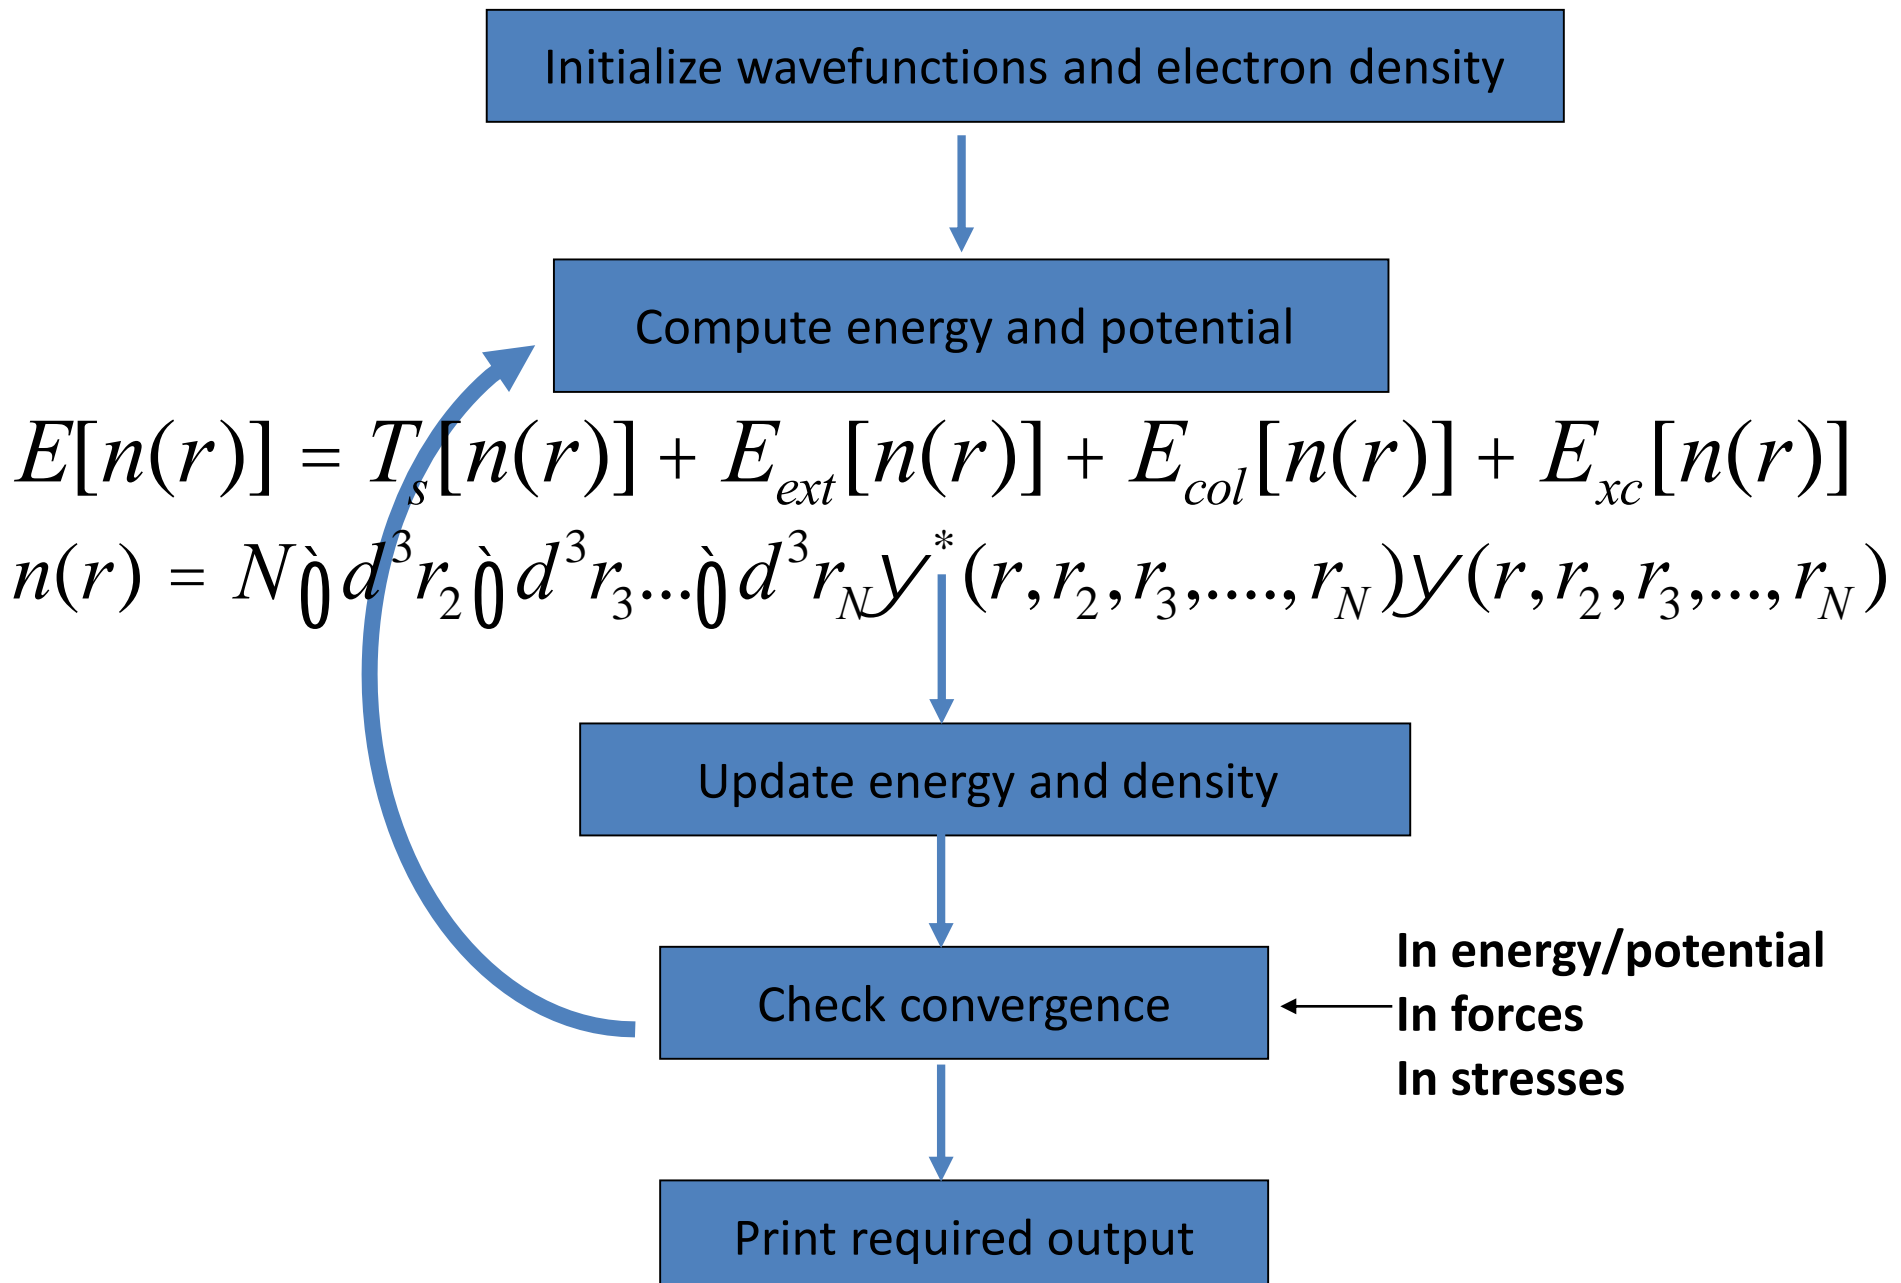 Initialize wavefunctions and electron density
Compute energy and potential
E[n(r)] = T_s[n(r)] + E_ext[n(r)] + E_col[n(r)] + E_xc[n(r)]
n(r) = N ò d³r₂ ò d³r₃... ò d³r_N y*(r,r₂,r₃,....,r_N)y(r,r₂,r₃,...,r_N)
Update energy and density
Check convergence
In energy/potential
In forces
In stresses
Print required output